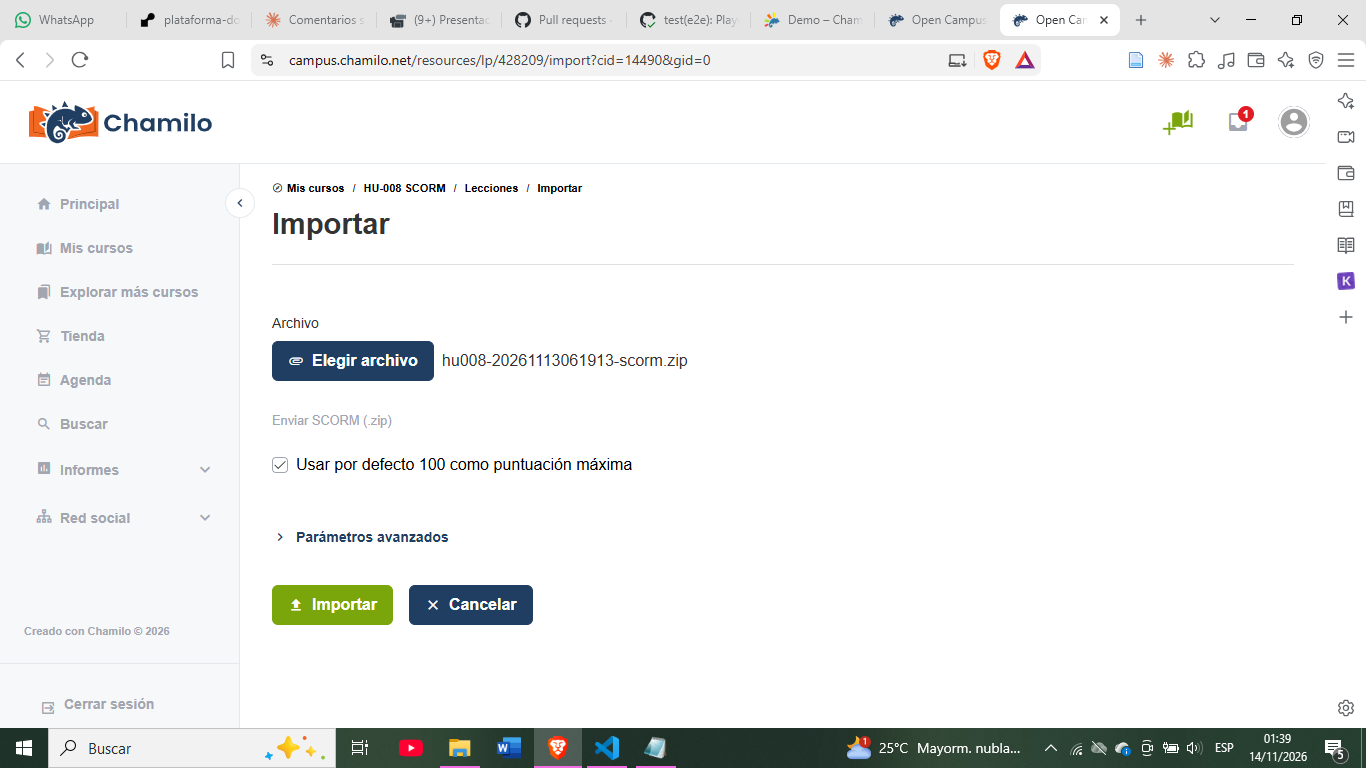 WhatsApp
plataforma-do
Comentarios s
(9+) Presentac
Pull requests ·
test(e2e): Play
Demo – Cham
Open Campus
Open Car
campus.chamilo.net/resources/lp/428209/import?cid=14490&gid=0
Chamilo
1
Principal
Mis cursos
Explorar más cursos
Tienda
Agenda
Buscar
Informes
Red social
Creado con Chamilo © 2026
Cerrar sesión
Mis cursos / HU-008 SCORM / Lecciones / Importar
Importar
Archivo
Elegir archivo hu008-20261113061913-scorm.zip
Enviar SCORM (.zip)
Usar por defecto 100 como puntuación máxima
Parámetros avanzados
Importar
Cancelar
K
Buscar
1
25°C Mayorm. nubla...
ESP
01:39
14/11/2026
5